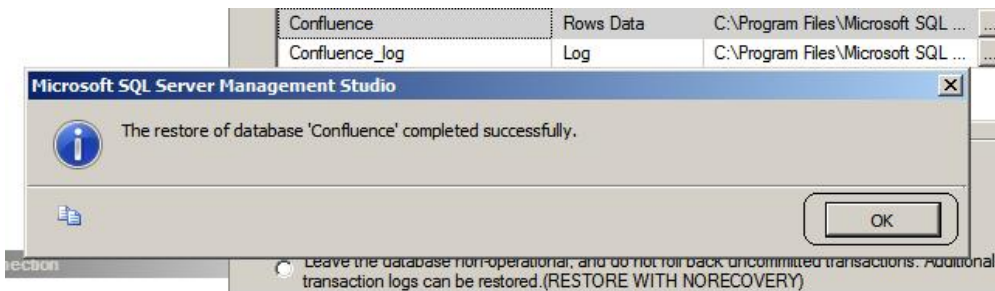 Confluence Rows Data C:\Program Files\Microsoft SQL ... ...
Confluence_log Log C:\Program Files\Microsoft SQL ... ...
Microsoft SQL Server Management Studio
The restore of database 'Confluence' completed successfully.
OK
Leave the database non-operational, and do not roll back uncommitted transactions. Additional
transaction logs can be restored.(RESTORE WITH NORECOVERY)